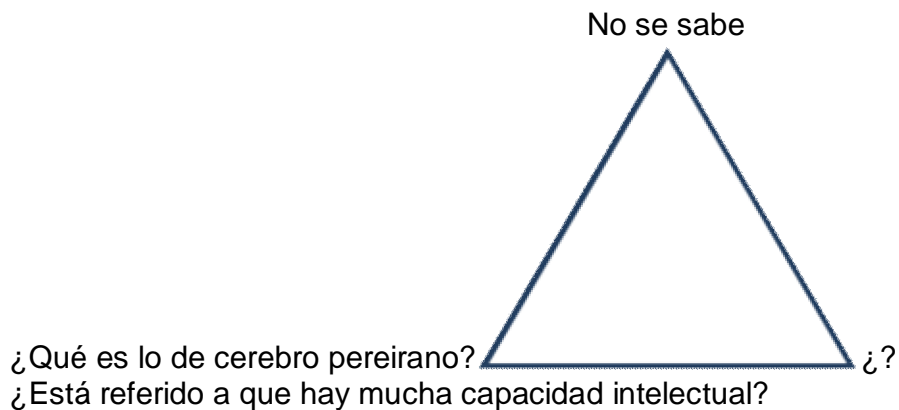 No se sabe
¿Qué es lo de cerebro pereirano? ¿?
¿Está referido a que hay mucha capacidad intelectual?